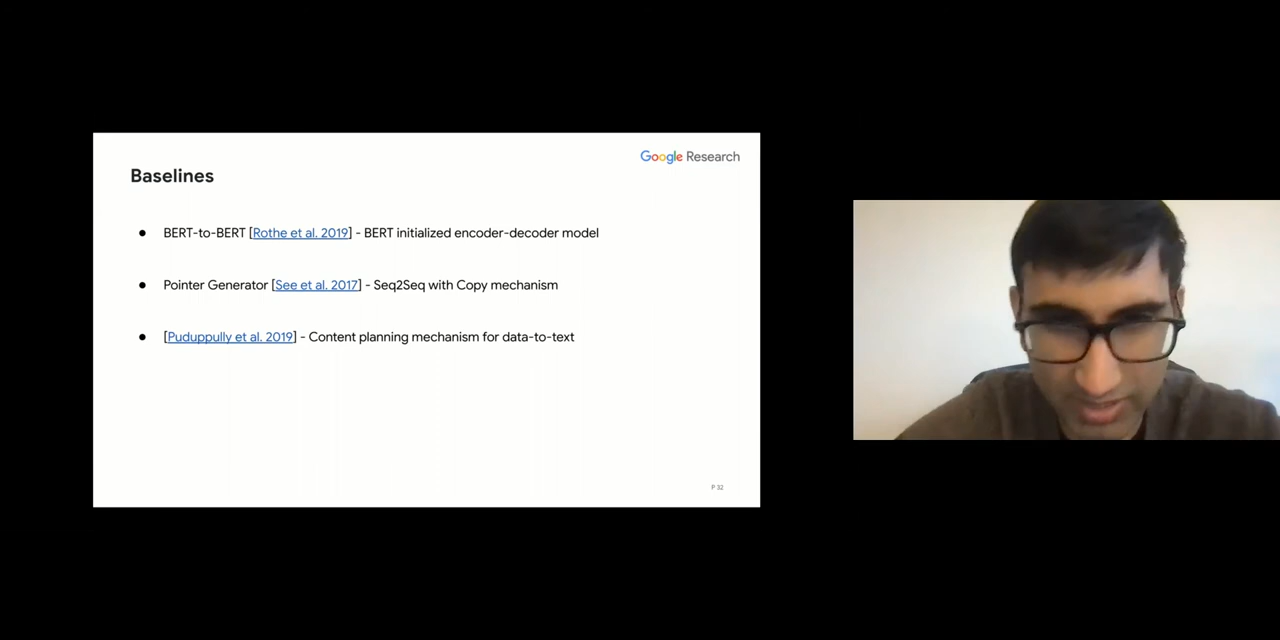 Google Research
Baselines
● BERT-to-BERT [Rothe et al. 2019] - BERT initialized encoder-decoder model
● Pointer Generator [See et al. 2017] - Seq2Seq with Copy mechanism
● [Puduppully et al. 2019] - Content planning mechanism for data-to-text
P 32